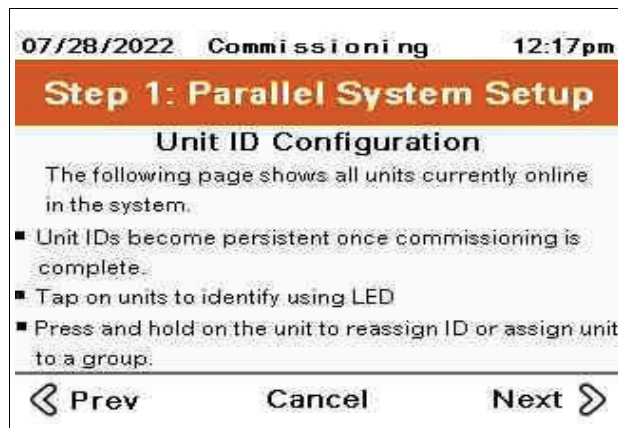 07/28/2022 Commissioning 12:17pm
Step 1: Parallel System Setup
Unit ID Configuration
The following page shows all units currently online
in the system.
▪ Unit IDs become persistent once commissioning is
complete.
▪ Tap on units to identify using LED
▪ Press and hold on the unit to reassign ID or assign unit
to a group.
Prev Cancel Next